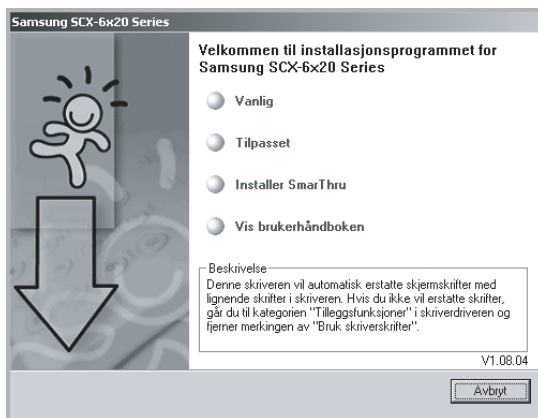 Samsung SCX-6x20 Series
Velkommen til installasjonsprogrammet for
Samsung SCX-6x20 Series
Vanlig
Tilpasset
Installer SmarThru
Vis brukerhåndboken
Beskrivelse
Denne skriveren vil automatisk erstatte skjermskrifter med
lignende skrifter i skriveren. Hvis du ikke vil erstatte skrifter,
går du til kategorien "Tilleggsfunksjoner" i skriverdriveren og
fjerner merkingen av "Bruk skriverskrifter".
V1.08.04
Avbryt